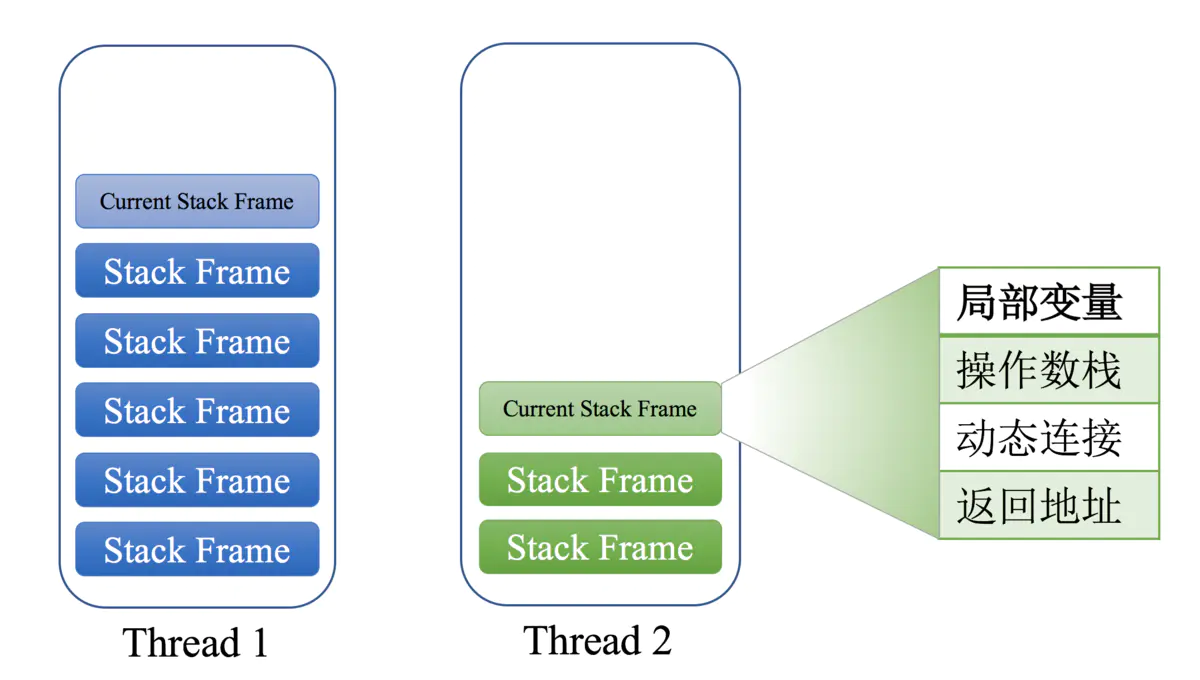 Current Stack Frame
Stack Frame
Stack Frame
Stack Frame
Stack Frame
Stack Frame
Thread 1
Current Stack Frame
Stack Frame
Stack Frame
Thread 2
局部变量
操作数栈
动态连接
返回地址